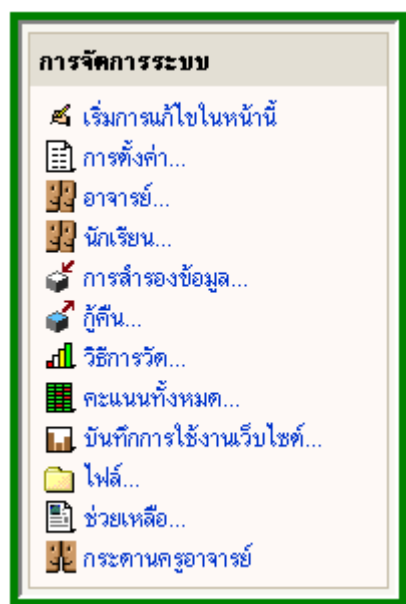 การจัดการระบบ
เริ่มการแก้ไขในหน้านี้
การตั้งค่า...
อาจารย์...
นักเรียน...
การสำรองข้อมูล...
กู้คืน...
วิธีการวัด...
คะแนนทั้งหมด...
บันทึกการใช้งานเว็บไซต์...
ไฟล์...
ช่วยเหลือ...
กระดานครูอาจารย์